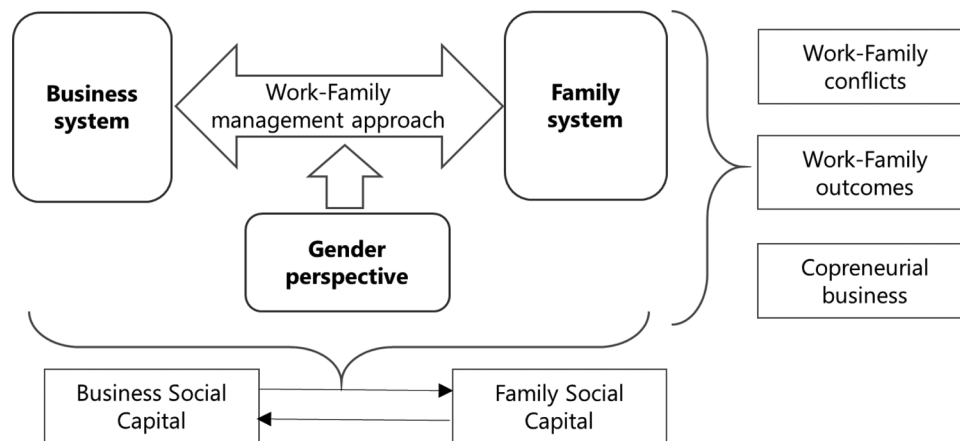 Business
system
Work-Family
management approach
Family
system
Gender
perspective
Work-Family
conflicts
Work-Family
outcomes
Copreneurial
business
Business Social
Capital
Family Social
Capital